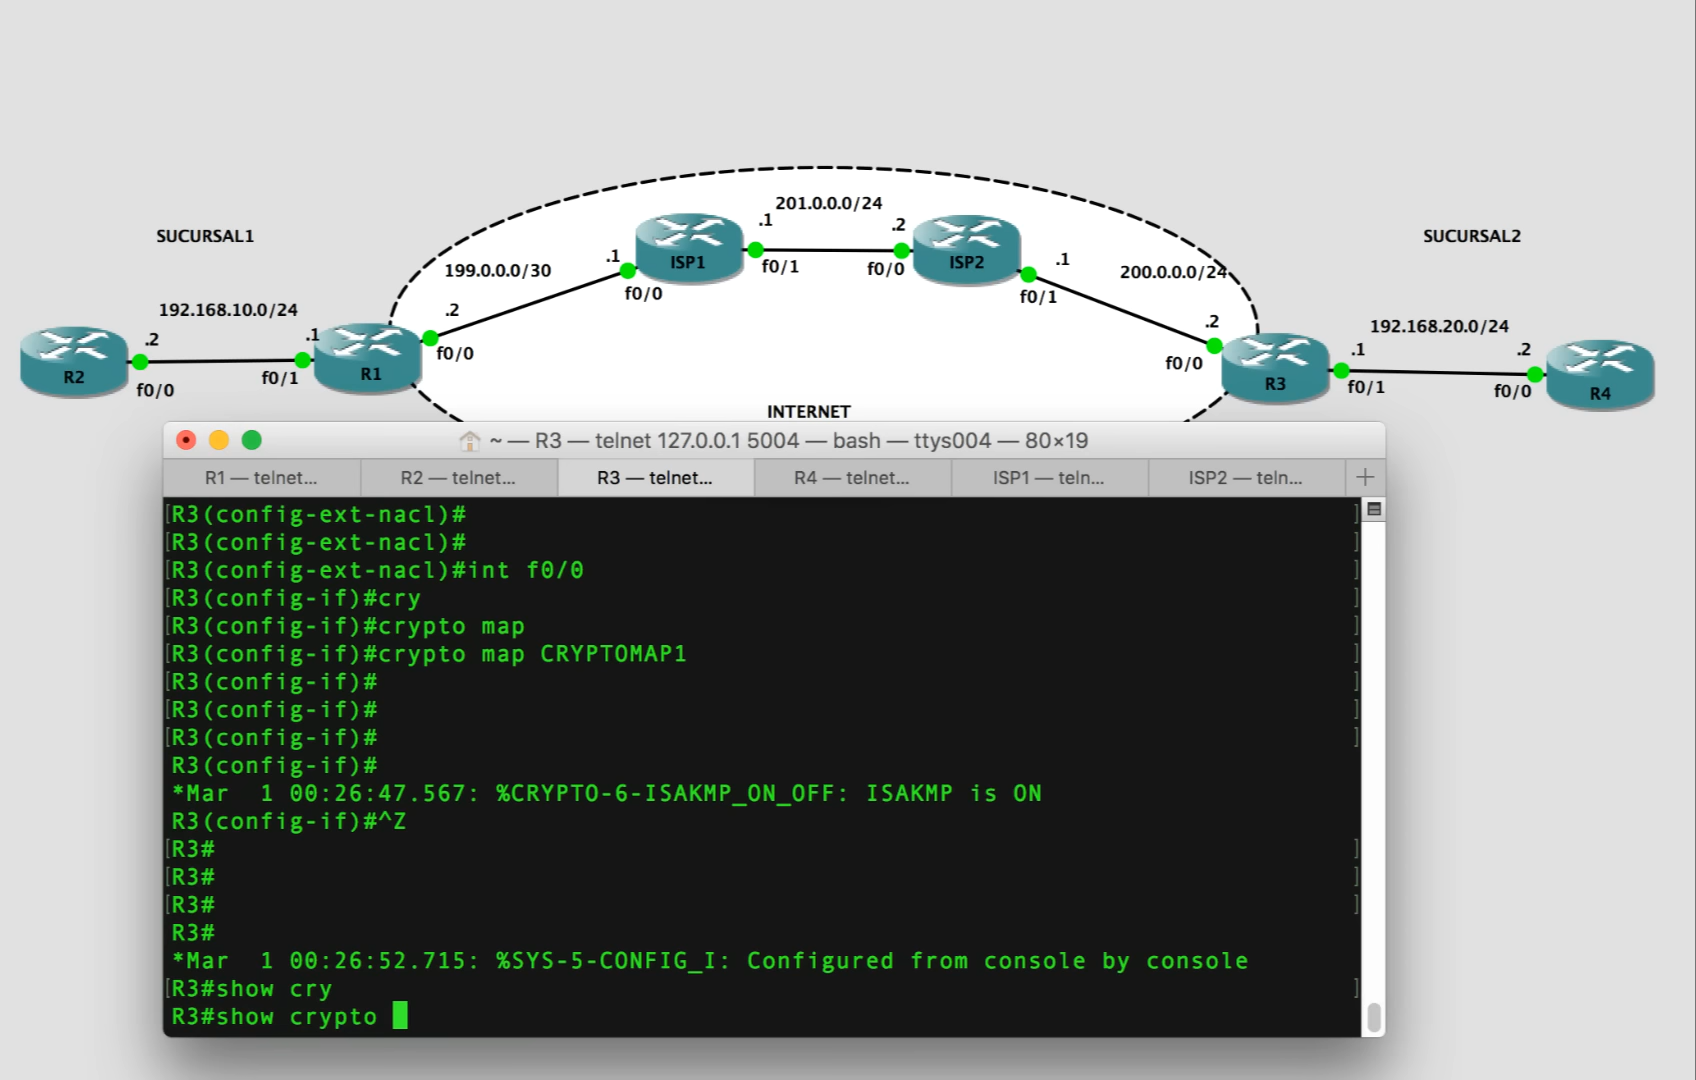 201.0.0.0/24
.1
.2
SUCURSAL1
SUCURSAL2
ISP1
ISP2
.1
f0/1
f0/0
.1
199.0.0.0/30
200.0.0.0/24
f0/0
f0/1
192.168.10.0/24
.2
.2
192.168.20.0/24
.2
.1
f0/0
f0/0
.1
.2
R2
f0/0
f0/1
R1
R3
f0/1
f0/0
R4
INTERNET
~ — R3 — telnet 127.0.0.1 5004 — bash — ttys004 — 80×19
R1 — telnet...
R2 — telnet...
R3 — telnet...
R4 — telnet...
ISP1 — teln...
ISP2 — teln...
+
[R3(config-ext-nacl)# ]
[R3(config-ext-nacl)# ]
[R3(config-ext-nacl)#int f0/0 ]
[R3(config-if)#cry ]
[R3(config-if)#crypto map ]
[R3(config-if)#crypto map CRYPTOMAP1 ]
[R3(config-if)# ]
[R3(config-if)# ]
[R3(config-if)# ]
R3(config-if)#
*Mar  1 00:26:47.567: %CRYPTO-6-ISAKMP_ON_OFF: ISAKMP is ON
R3(config-if)#^Z
[R3# ]
[R3# ]
[R3# ]
R3#
*Mar  1 00:26:52.715: %SYS-5-CONFIG_I: Configured from console by console
[R3#show cry ]
R3#show crypto